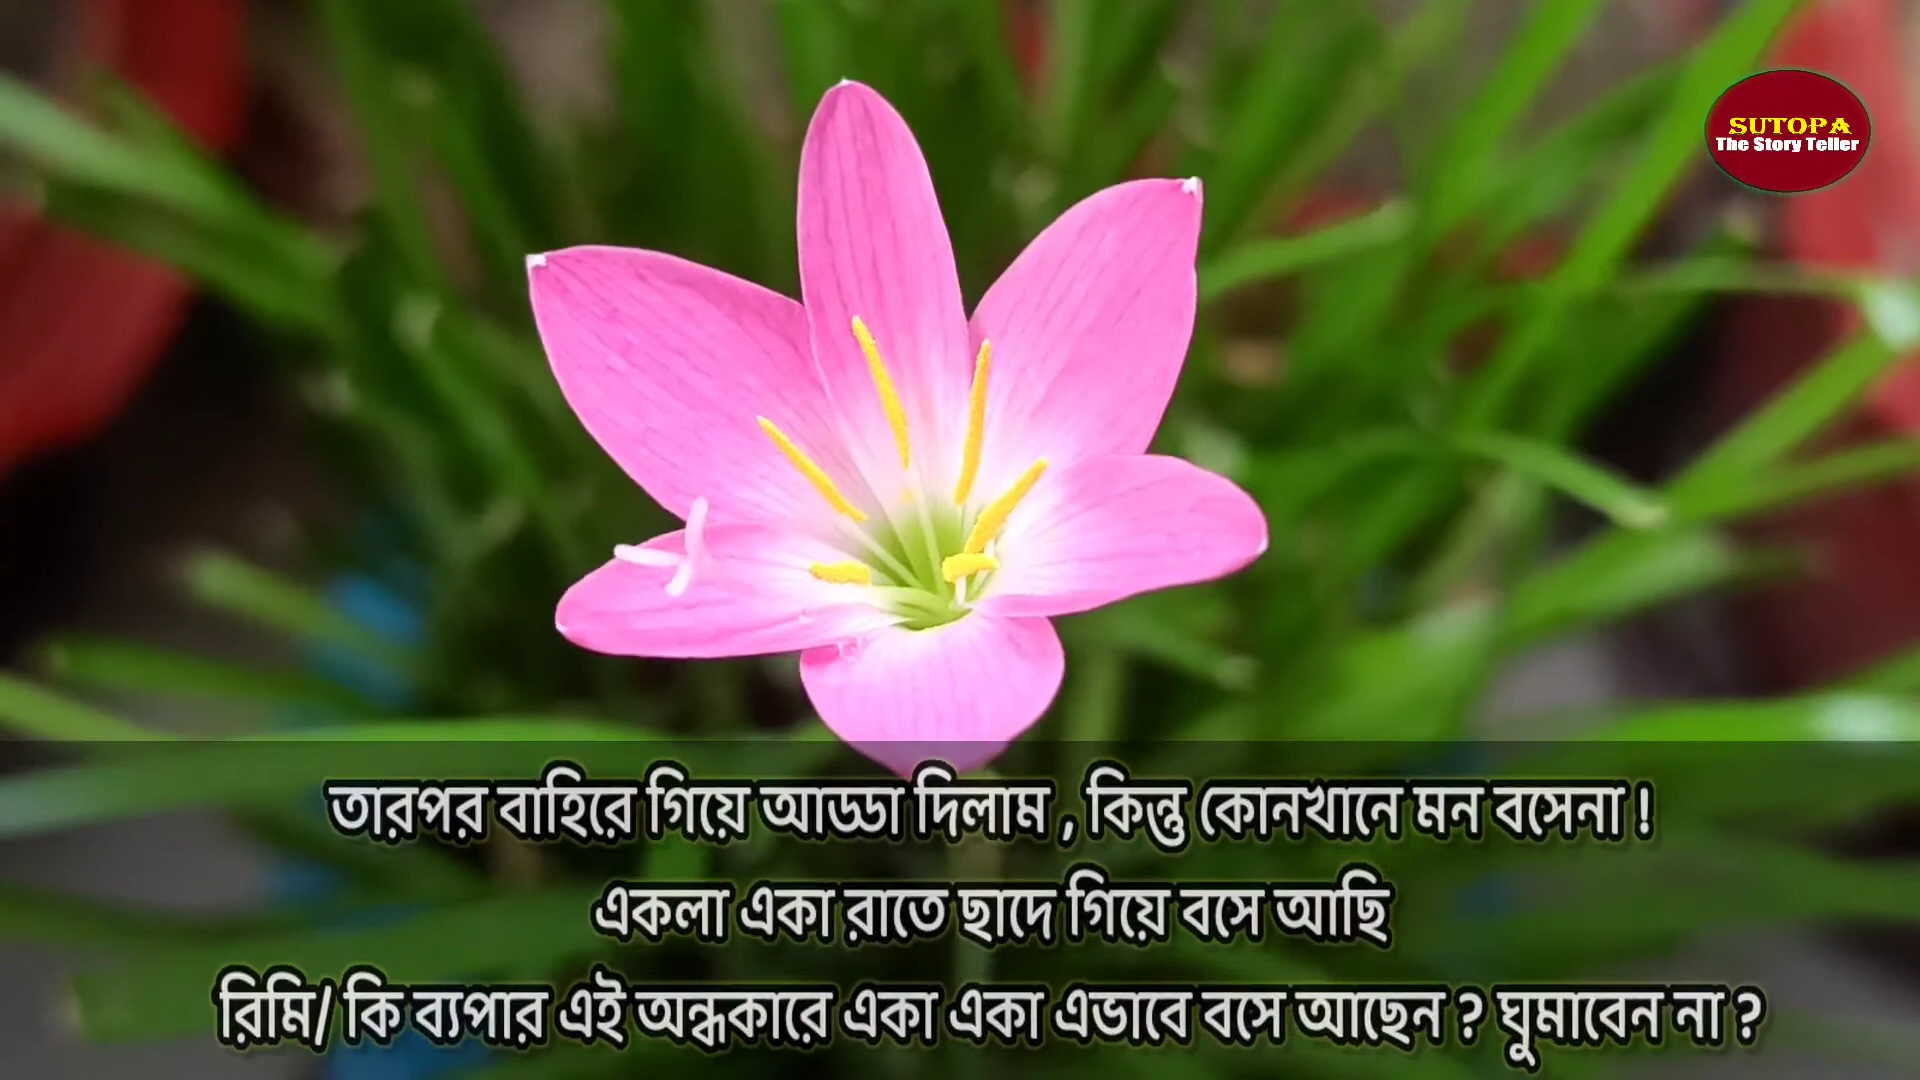 SUTOPA
The Story Teller
তারপর বাহিরে গিয়ে আড্ডা দিলাম , কিন্তু কোনখানে মন বসেনা !
একলা একা রাতে ছাদে গিয়ে বসে আছি
রিমি/ কি ব্যপার এই অন্ধকারে একা একা এভাবে বসে আছেন ? ঘুমাবেন না ?